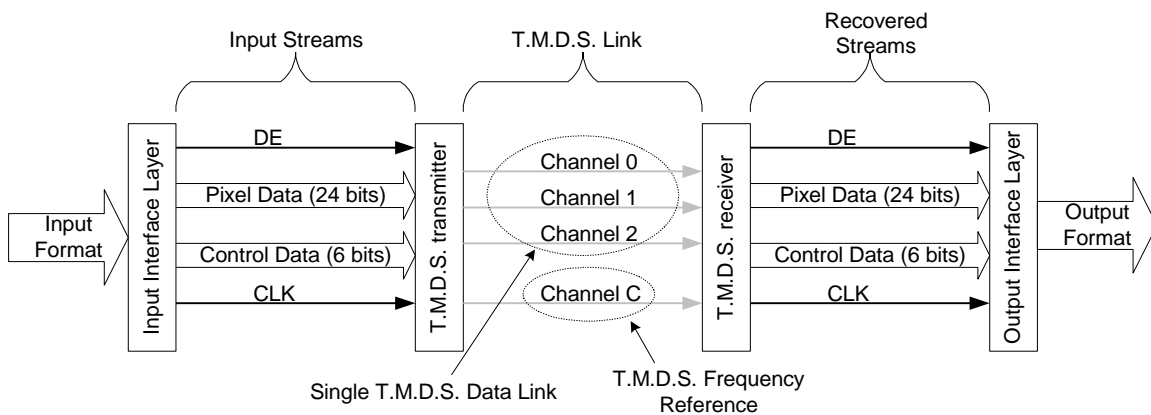 Input Streams
T.M.D.S. Link
Recovered
Streams
Input
Format
Input Interface Layer
DE
Pixel Data (24 bits)
Control Data (6 bits)
CLK
T.M.D.S. transmitter
Channel 0
Channel 1
Channel 2
Channel C
T.M.D.S. receiver
DE
Pixel Data (24 bits)
Control Data (6 bits)
CLK
Output Interface Layer
Output
Format
Single T.M.D.S. Data Link
T.M.D.S. Frequency
Reference